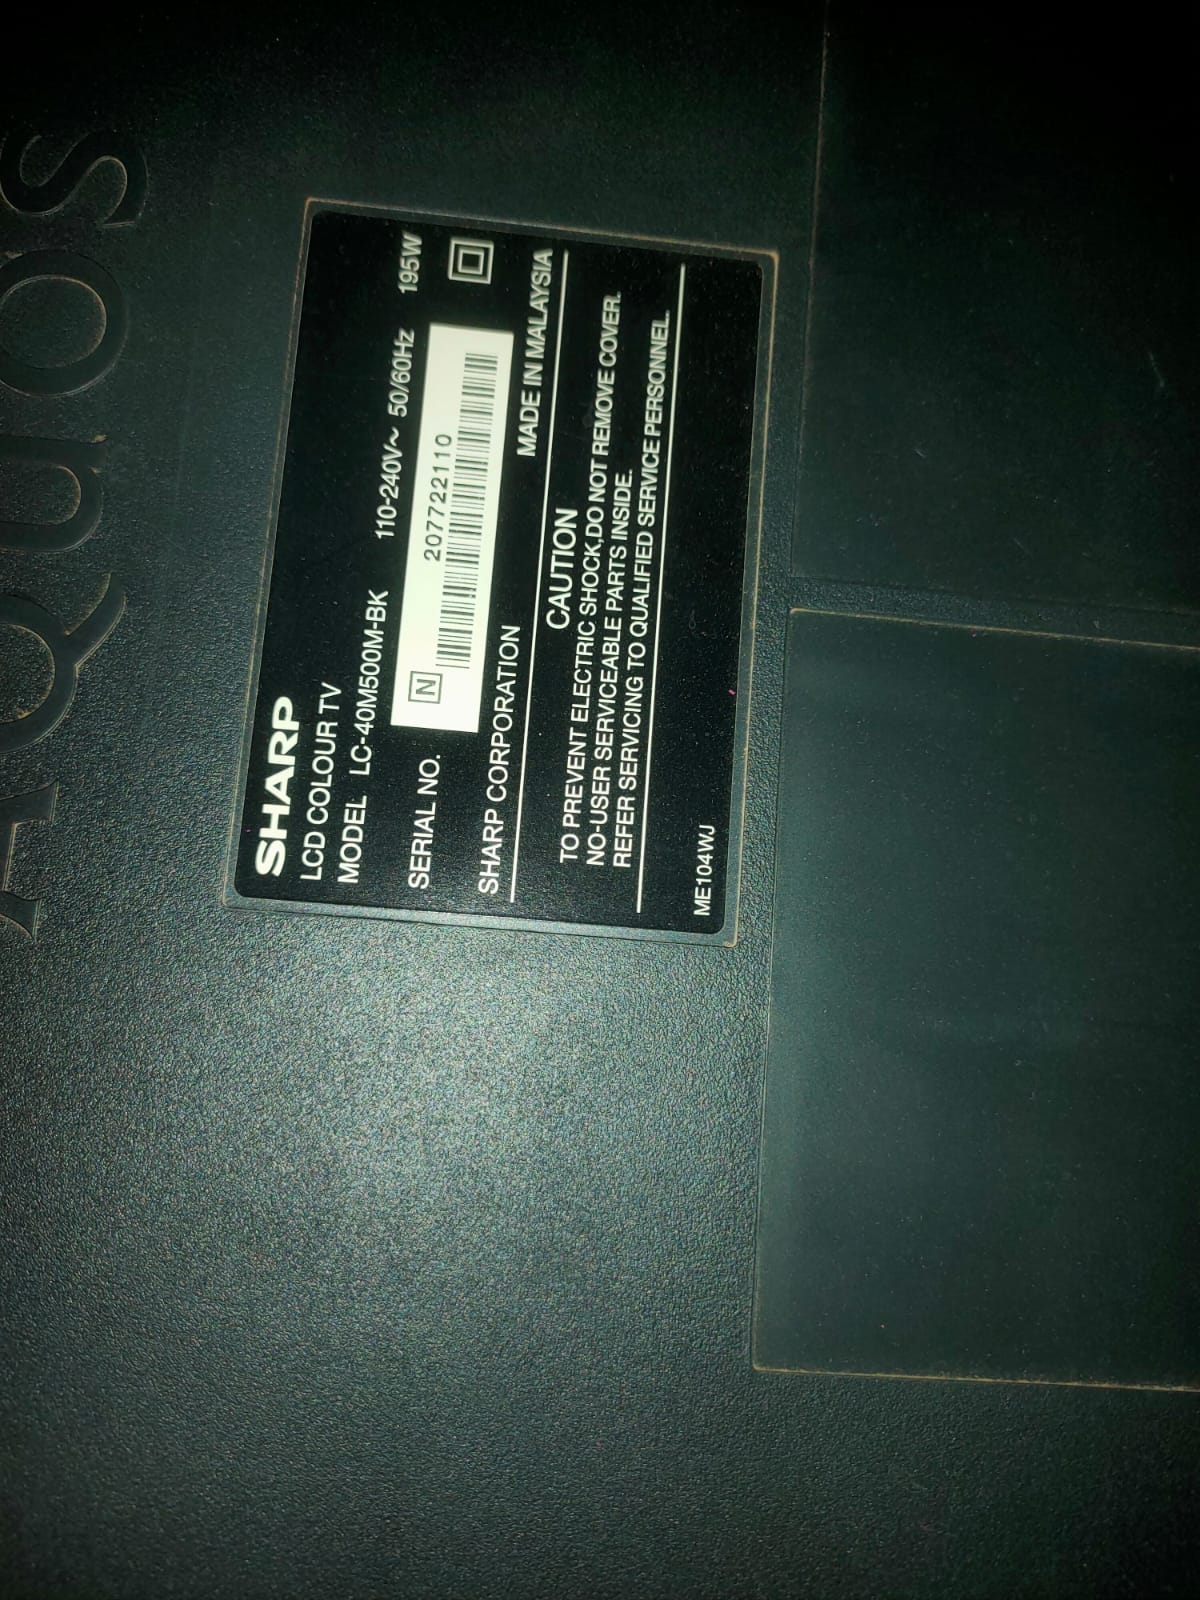 AQUOS
SHARP
LCD COLOUR TV
MODEL LC-40M500M-BK 110-240V~ 50/60Hz 195W
SERIAL NO. N 207722110
SHARP CORPORATION MADE IN MALAYSIA
CAUTION
TO PREVENT ELECTRIC SHOCK,DO NOT REMOVE COVER.
NO-USER SERVICEABLE PARTS INSIDE.
REFER SERVICING TO QUALIFIED SERVICE PERSONNEL.
ME104WJ